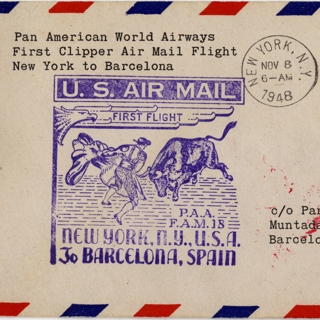 Pan American World Airways
First Clipper Air Mail Flight
New York to Barcelona
NEW YORK, N.Y.
NOV 8
6-AM
1948
U.S. AIR MAIL
FIRST FLIGHT
P.A.A.
F.A.M. 18
NEW YORK, N.Y., U.S.A.
To BARCELONA, SPAIN
c/o Pan
Muntada
Barcelo